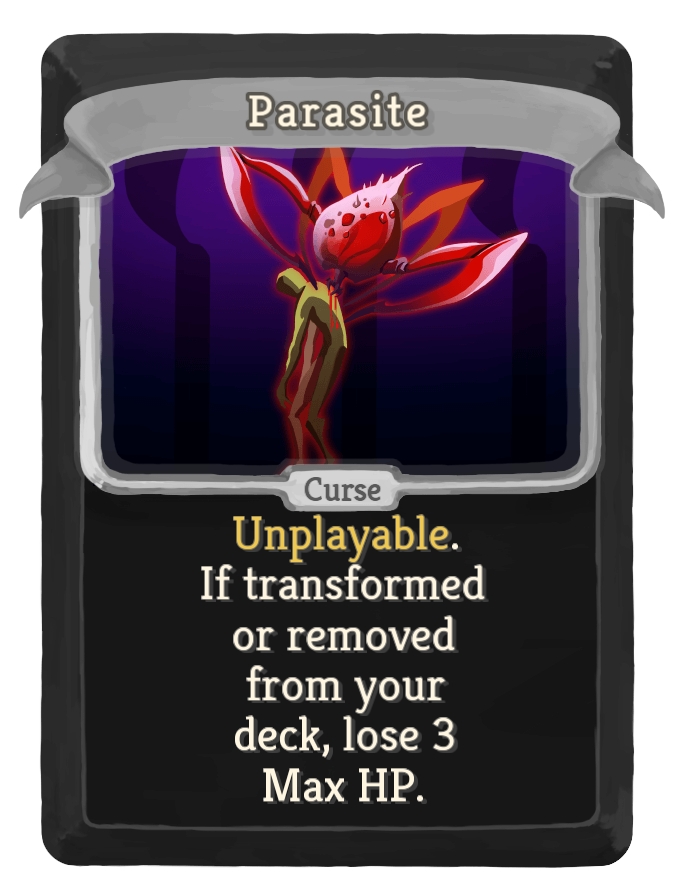 Parasite
Curse
Unplayable.
If transformed
or removed
from your
deck, lose 3
Max HP.